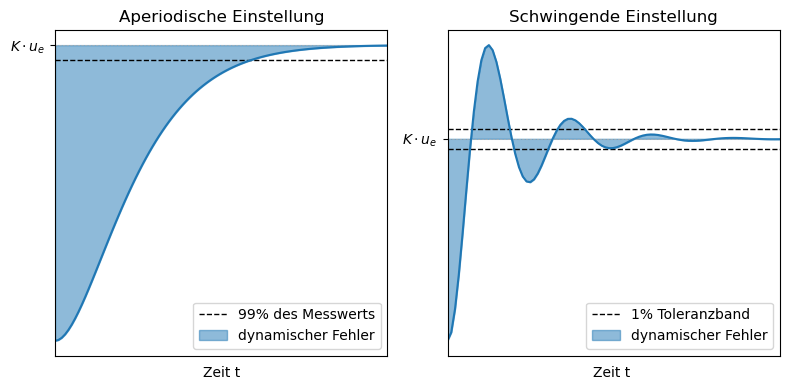 Aperiodische Einstellung
K · u_e
99% des Messwerts
dynamischer Fehler
Zeit t
Schwingende Einstellung
K · u_e
1% Toleranzband
dynamischer Fehler
Zeit t